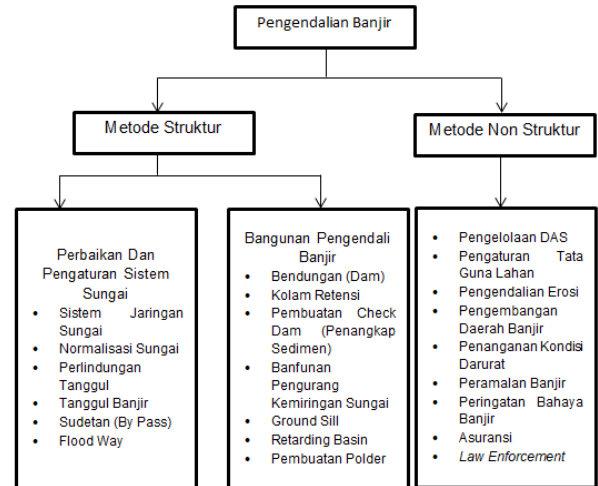 Pengendalian Banjir
Metode Struktur
Metode Non Struktur
Perbaikan Dan
Pengaturan Sistem
Sungai
• Sistem Jaringan
Sungai
• Normalisasi Sungai
• Perlindungan
Tanggul
• Tanggul Banjir
• Sudetan (By Pass)
• Flood Way
Bangunan Pengendali
Banjir
• Bendungan (Dam)
• Kolam Retensi
• Pembuatan Check
Dam (Penangkap
Sedimen)
• Banfunan
Pengurang
Kemiringan Sungai
• Ground Sill
• Retarding Basin
• Pembuatan Polder
• Pengelolaan DAS
• Pengaturan Tata
Guna Lahan
• Pengendalian Erosi
• Pengembangan
Daerah Banjir
• Penanganan Kondisi
Darurat
• Peramalan Banjir
• Peringatan Bahaya
Banjir
• Asuransi
• Law Enforcement